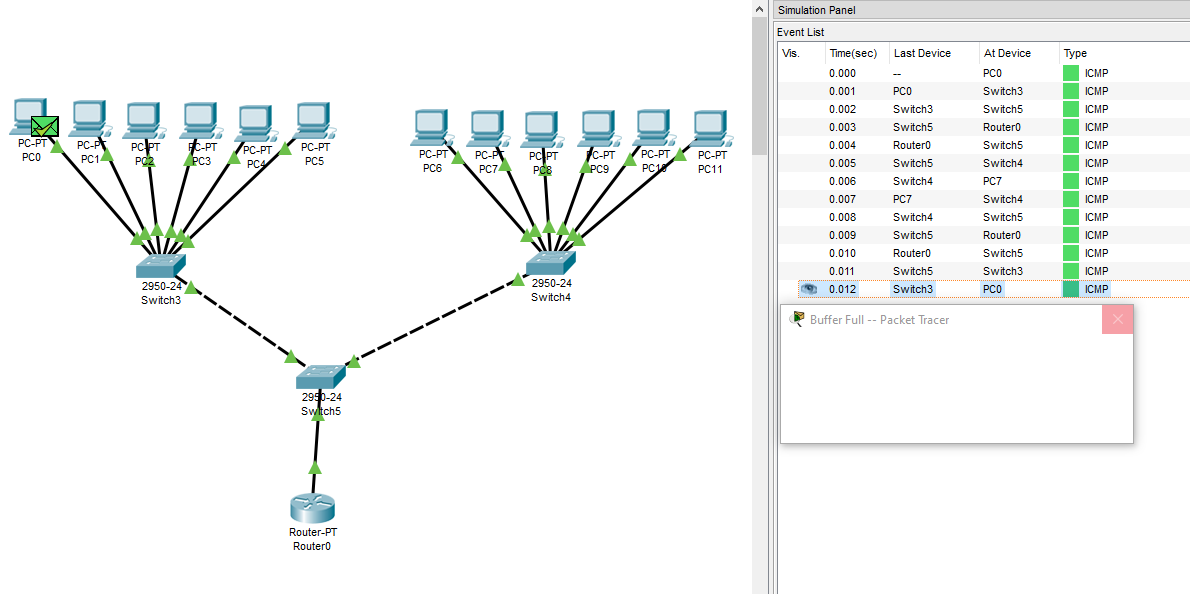 Simulation Panel
Event List
Vis. Time(sec) Last Device At Device Type
0.000 -- PC0 ICMP
0.001 PC0 Switch3 ICMP
0.002 Switch3 Switch5 ICMP
0.003 Switch5 Router0 ICMP
0.004 Router0 Switch5 ICMP
0.005 Switch5 Switch4 ICMP
0.006 Switch4 PC7 ICMP
0.007 PC7 Switch4 ICMP
0.008 Switch4 Switch5 ICMP
0.009 Switch5 Router0 ICMP
0.010 Router0 Switch5 ICMP
0.011 Switch5 Switch3 ICMP
0.012 Switch3 PC0 ICMP
Buffer Full -- Packet Tracer
PC-PT
PC0
PC-PT
PC1
PC-PT
PC2
PC-PT
PC3
PC-PT
PC4
PC-PT
PC5
PC-PT
PC6
PC-PT
PC7
PC-PT
PC8
PC-PT
PC9
PC-PT
PC10
PC-PT
PC11
2950-24
Switch3
2950-24
Switch4
2950-24
Switch5
Router-PT
Router0